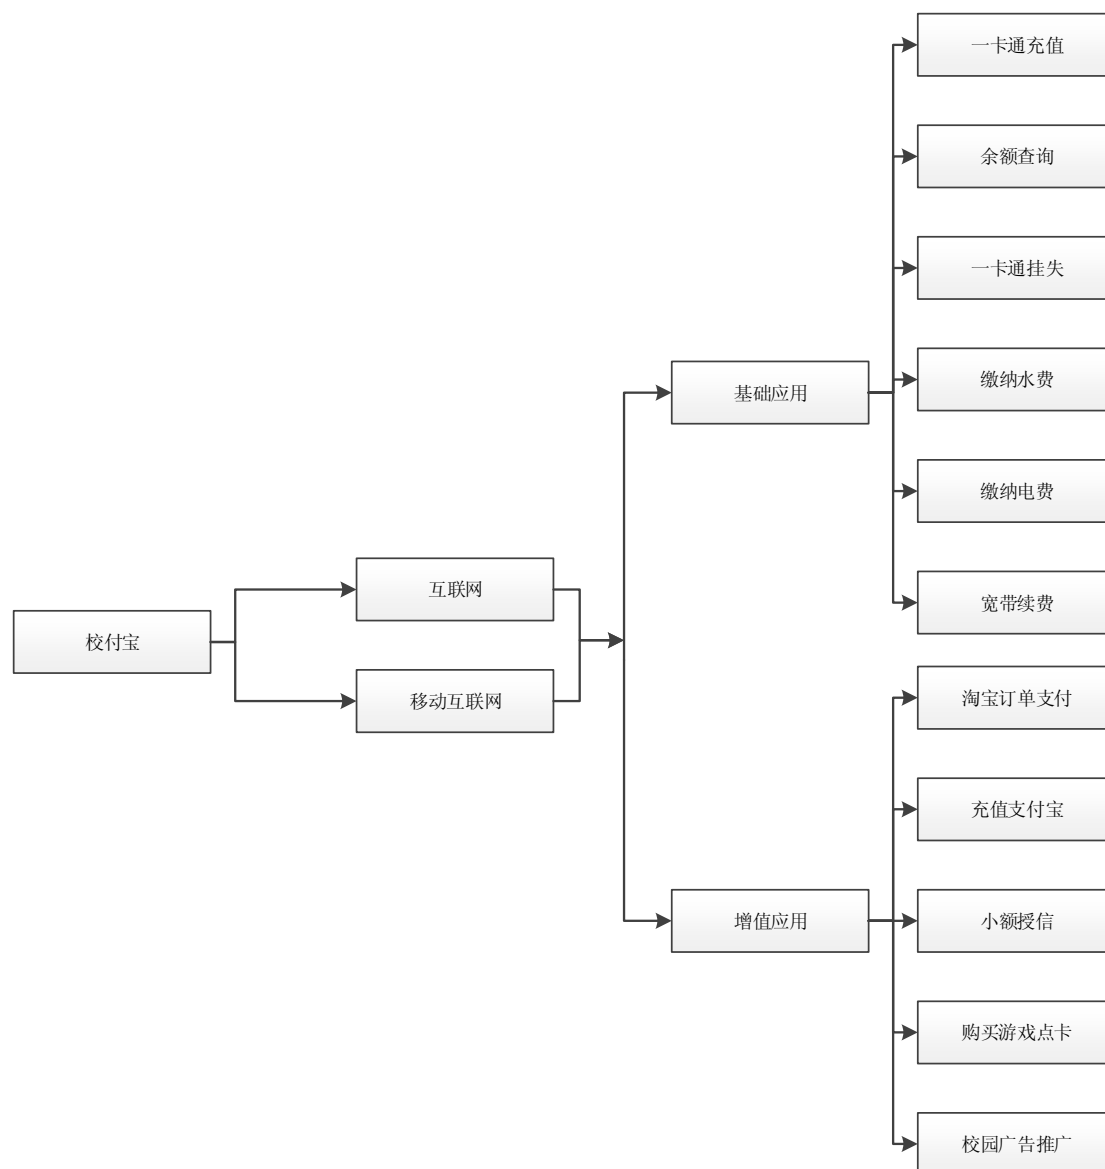 校付宝
互联网
移动互联网
基础应用
增值应用
一卡通充值
余额查询
一卡通挂失
缴纳水费
缴纳电费
宽带续费
淘宝订单支付
充值支付宝
小额授信
购买游戏点卡
校园广告推广